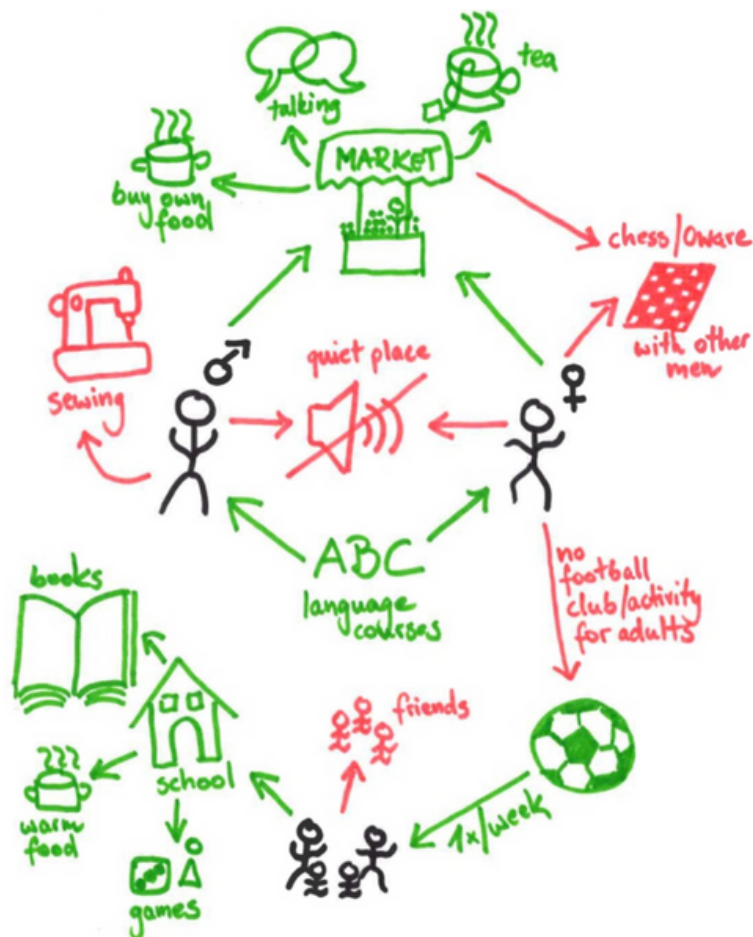 tea
talking
MARKET
buy own
food
chess/Oware
with other
men
quiet place
sewing
ABC
language
courses
no
football
club/activity
for adults
books
friends
school
1x/week
warm
food
games